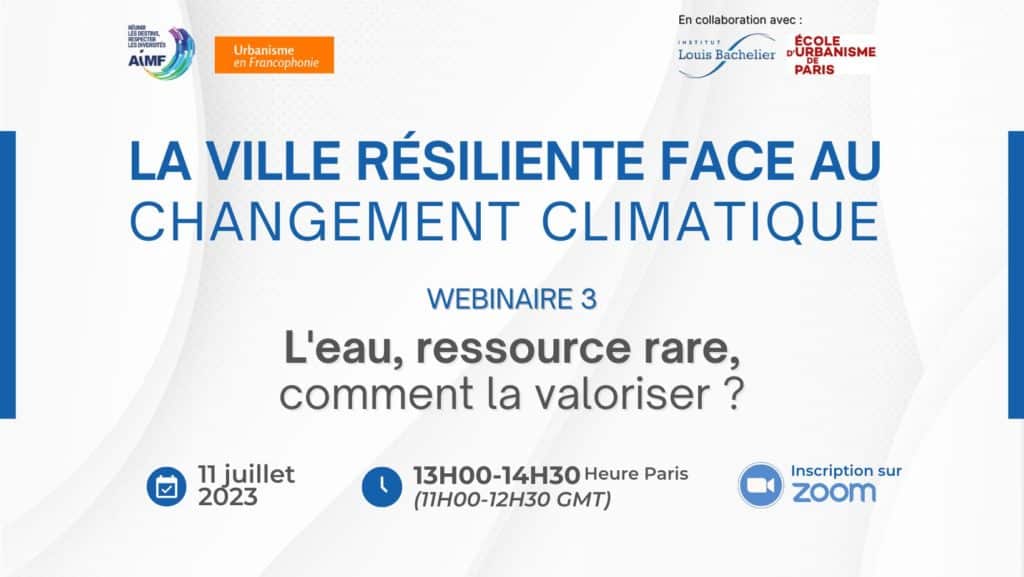 RÉUNIR
LES DESTINS,
RESPECTER
LES DIVERSITÉS
AIMF
Urbanisme
en Francophonie
En collaboration avec :
INSTITUT
Louis Bachelier
ÉCOLE
D'URBANISME
DE
PARIS
LA VILLE RÉSILIENTE FACE AU
CHANGEMENT CLIMATIQUE
WEBINAIRE 3
L'eau, ressource rare,
comment la valoriser ?
11 juillet
2023
13H00-14H30 Heure Paris
(11H00-12H30 GMT)
Inscription sur
zoom